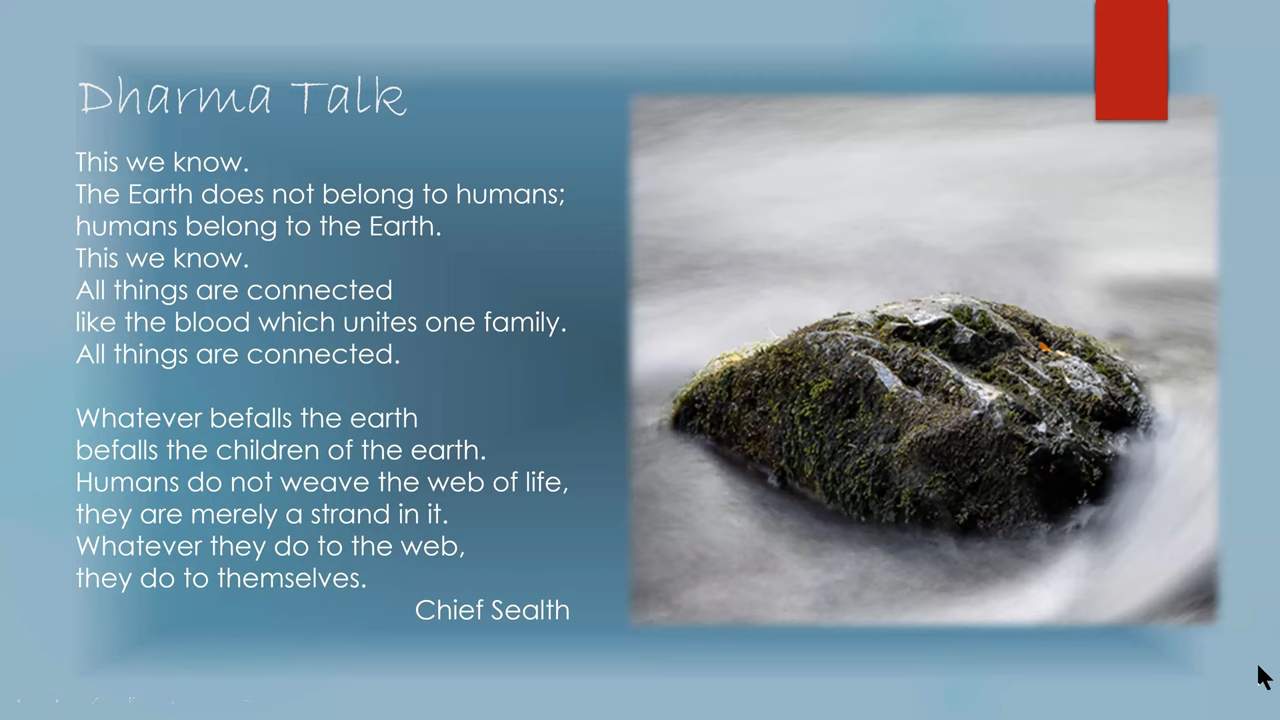 Dharma Talk
This we know.
The Earth does not belong to humans;
humans belong to the Earth.
This we know.
All things are connected
like the blood which unites one family.
All things are connected.
Whatever befalls the earth
befalls the children of the earth.
Humans do not weave the web of life,
they are merely a strand in it.
Whatever they do to the web,
they do to themselves.
Chief Sealth